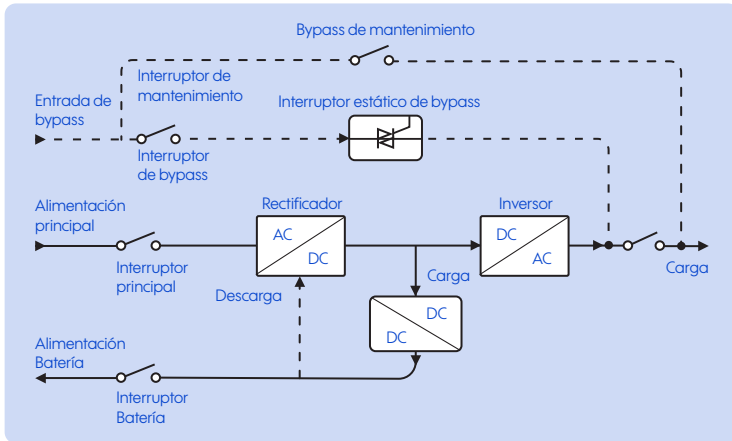 Bypass de mantenimiento
Interruptor de
mantenimiento
Entrada de
bypass
Interruptor estático de bypass
Interruptor
de bypass
Alimentación
principal
Rectificador
Inversor
AC
DC
DC
AC
Interruptor
principal
Descarga
Carga
Carga
DC
DC
Alimentación
Batería
Interruptor
Batería